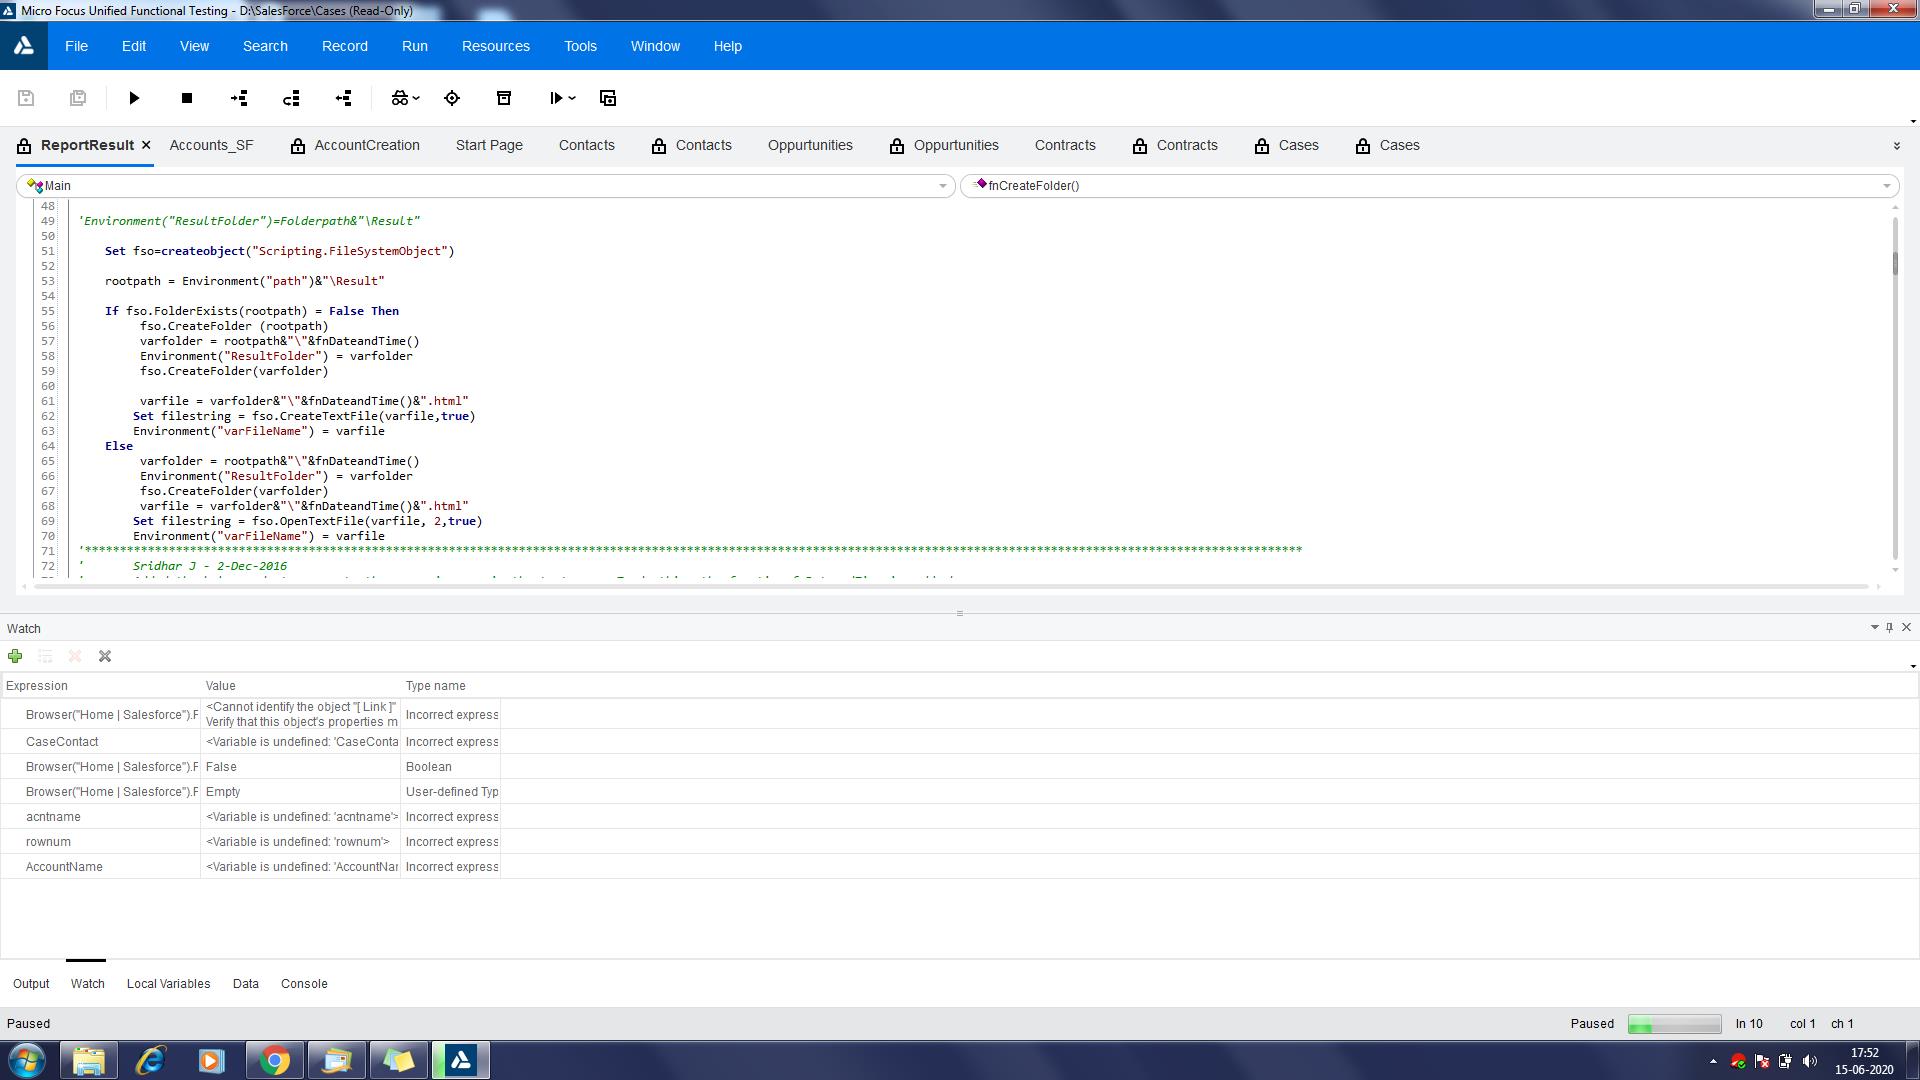 Micro Focus Unified Functional Testing - D:\SalesForce\Cases (Read-Only)
File Edit View Search Record Run Resources Tools Window Help
ReportResult Accounts_SF AccountCreation Start Page Contacts Contacts Oppurtunities Oppurtunities Contracts Contracts Cases Cases
Main fnCreateFolder()
48
49 'Environment("ResultFolder")=Folderpath&"\Result"
50
51 Set fso=createobject("Scripting.FileSystemObject")
52
53 rootpath = Environment("path")&"\Result"
54
55 If fso.FolderExists(rootpath) = False Then
56 fso.CreateFolder (rootpath)
57 varfolder = rootpath&"\"&fnDateandTime()
58 Environment("ResultFolder") = varfolder
59 fso.CreateFolder(varfolder)
60
61 varfile = varfolder&"\"&fnDateandTime()&".html"
62 Set filestring = fso.CreateTextFile(varfile,true)
63 Environment("varFileName") = varfile
64 Else
65 varfolder = rootpath&"\"&fnDateandTime()
66 Environment("ResultFolder") = varfolder
67 fso.CreateFolder(varfolder)
68 varfile = varfolder&"\"&fnDateandTime()&".html"
69 Set filestring = fso.OpenTextFile(varfile, 2,true)
70 Environment("varFileName") = varfile
71
72 ' Sridhar J - 2-Dec-2016
Watch
Expression Value Type name
Browser("Home | Salesforce").F <Cannot identify the object "[ Link ]" Incorrect express
Verify that this object's properties m
CaseContact <Variable is undefined: 'CaseConta Incorrect express
Browser("Home | Salesforce").F False Boolean
Browser("Home | Salesforce").F Empty User-defined Typ
acntname <Variable is undefined: 'acntname'> Incorrect express
rownum <Variable is undefined: 'rownum'> Incorrect express
AccountName <Variable is undefined: 'AccountNar Incorrect express
Output Watch Local Variables Data Console
Paused Paused ln 10 col 1 ch 1
17:52
15-06-2020